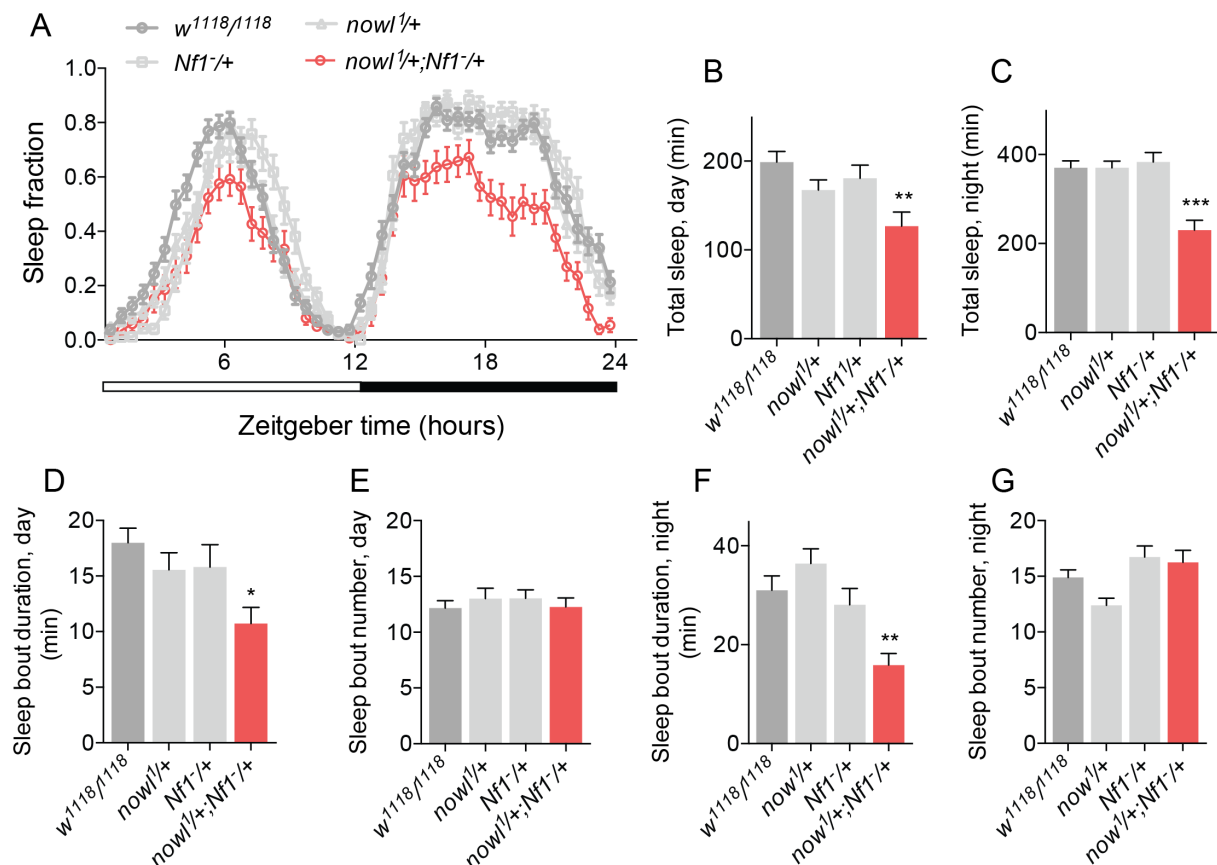 A
w1118/1118
nowl1/+
Nf1-/+
nowl1/+;Nf1-/+
1.0
0.8
0.6
0.4
0.2
0.0
Sleep fraction
6
12
18
24
Zeitgeber time (hours)
B
Total sleep, day (min)
200
100
0
**
w1118/1118
nowl1/+
Nf1-/+
nowl1/+;Nf1-/+
C
Total sleep, night (min)
400
200
0
***
w1118/1118
nowl1/+
Nf1-/+
nowl1/+;Nf1-/+
D
Sleep bout duration, day
(min)
20
15
10
5
0
*
w1118/1118
nowl1/+
Nf1-/+
nowl1/+;Nf1-/+
E
Sleep bout number, day
20
15
10
5
0
w1118/1118
nowl1/+
Nf1-/+
nowl1/+;Nf1-/+
F
Sleep bout duration, night
(min)
40
20
0
**
w1118/1118
now1/+
Nf1-/+
now1/+;Nf1-/+
G
Sleep bout number, night
20
15
10
5
0
w1118/1118
nowl1/+
Nf1-/+
nowl1/+;Nf1-/+